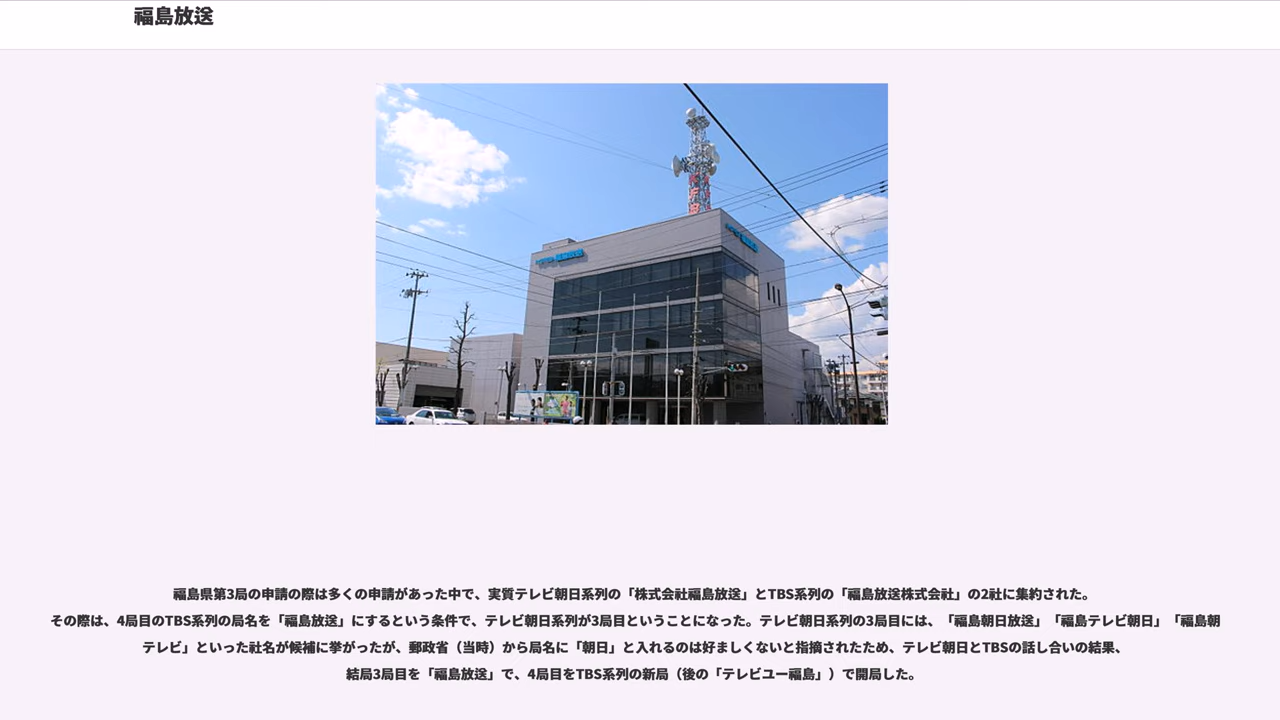 福島放送
福島放送
福島県第3局の申請の際は多くの申請があった中で、実質テレビ朝日系列の「株式会社福島放送」とTBS系列の「福島放送株式会社」の2社に集約された。
その際は、4局目のTBS系列の局名を「福島放送」にするという条件で、テレビ朝日系列が3局目ということになった。テレビ朝日系列の3局目には、「福島朝日放送」「福島テレビ朝日」「福島朝
テレビ」といった社名が候補に挙がったが、郵政省（当時）から局名に「朝日」と入れるのは好ましくないと指摘されたため、テレビ朝日とTBSの話し合いの結果、
結局3局目を「福島放送」で、4局目をTBS系列の新局（後の「テレビユー福島」）で開局した。